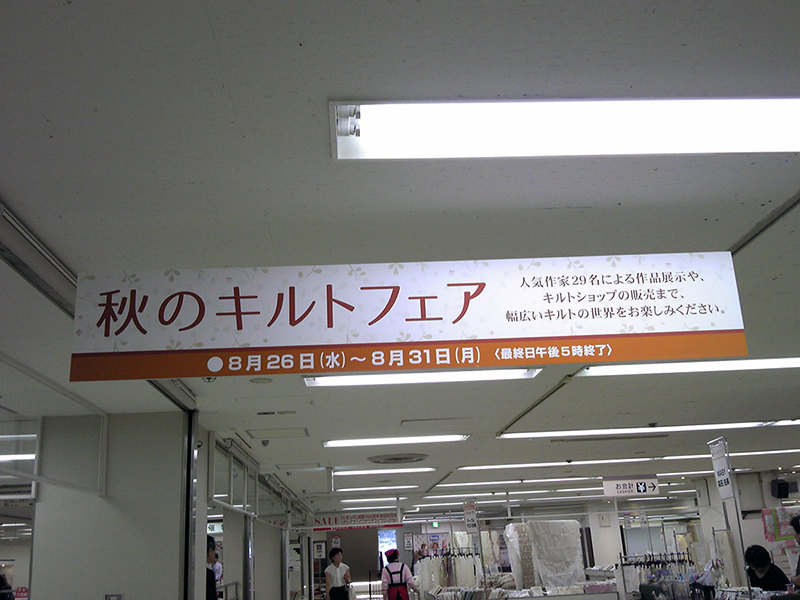 秋のキルトフェア
人気作家29名による作品展示や、
キルトショップの販売まで、
幅広いキルトの世界をお楽しみください。
●8月26日(水)～8月31日(月) 〈最終日午後5時終了〉
お会計 ¥ →
CASHIER